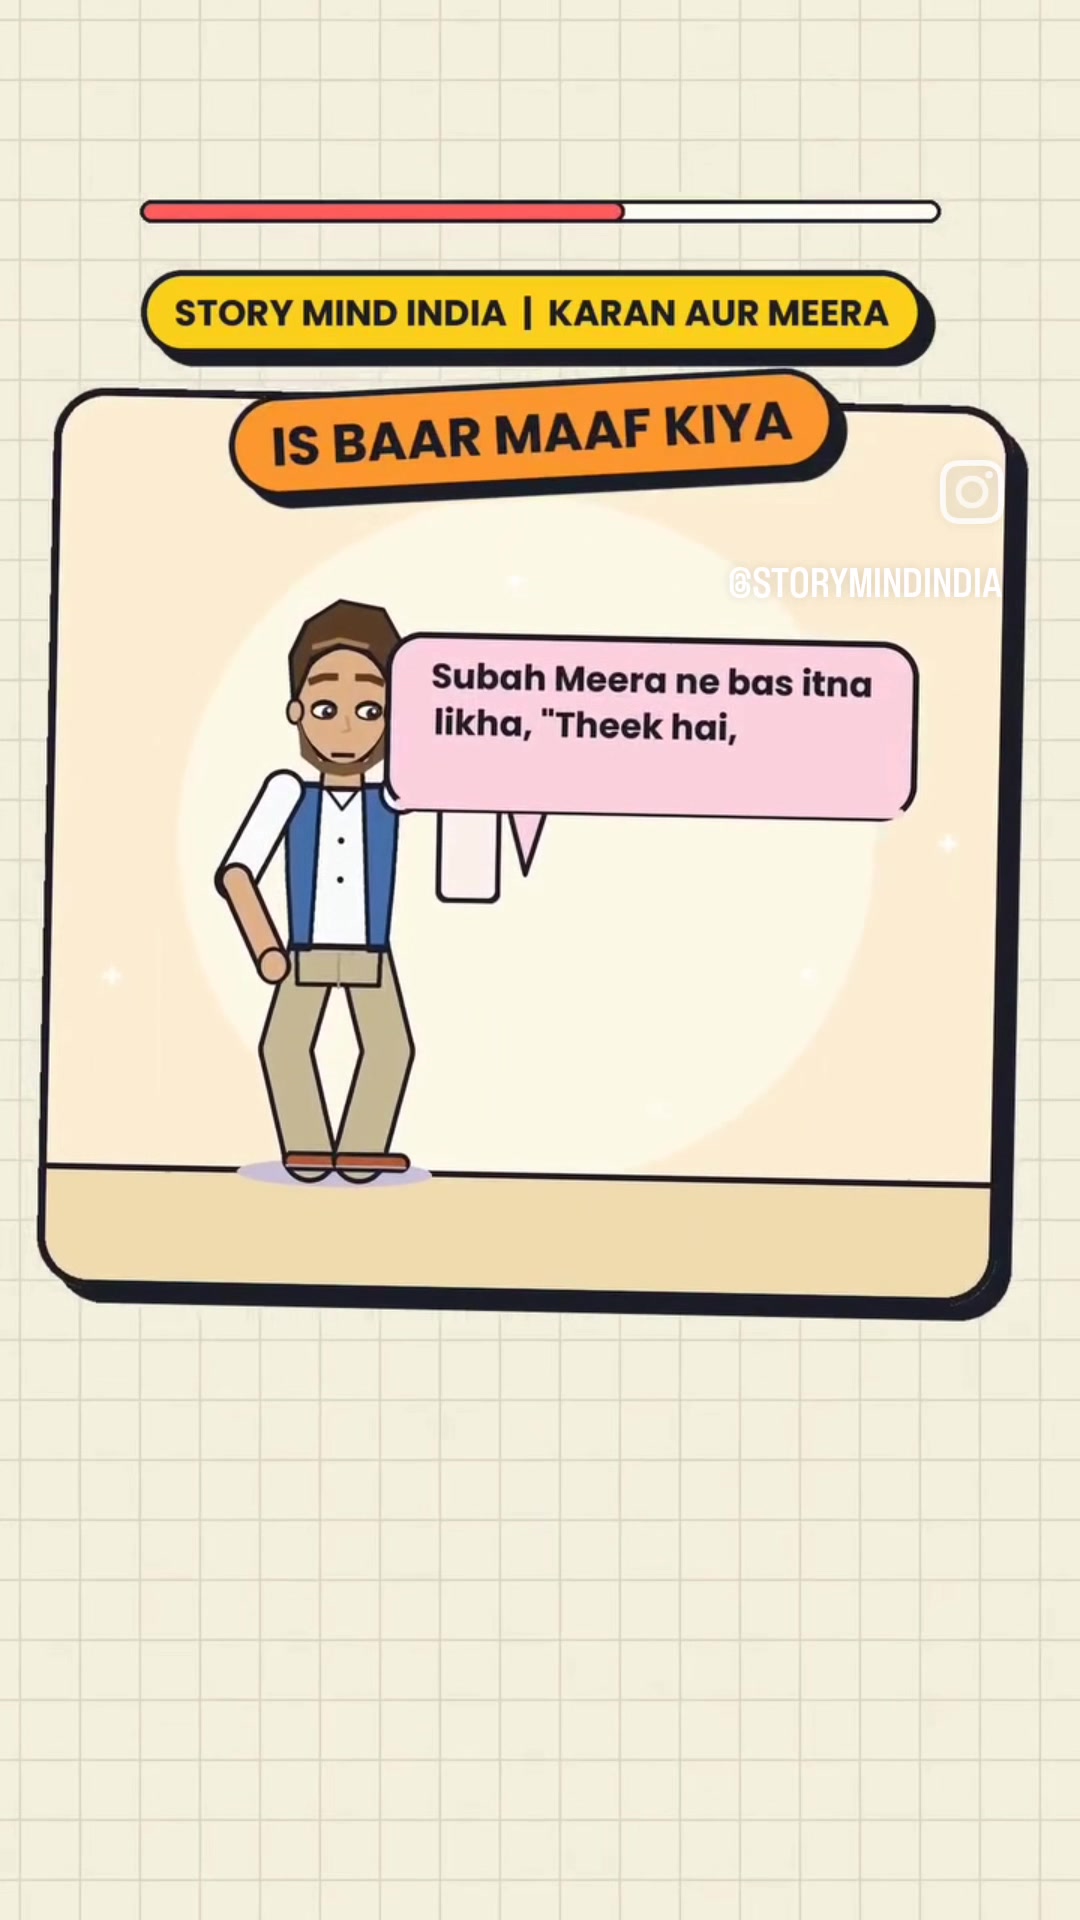 STORY MIND INDIA | KARAN AUR MEERA
IS BAAR MAAF KIYA
@STORYMINDINDIA
Subah Meera ne bas itna
likha, "Theek hai,